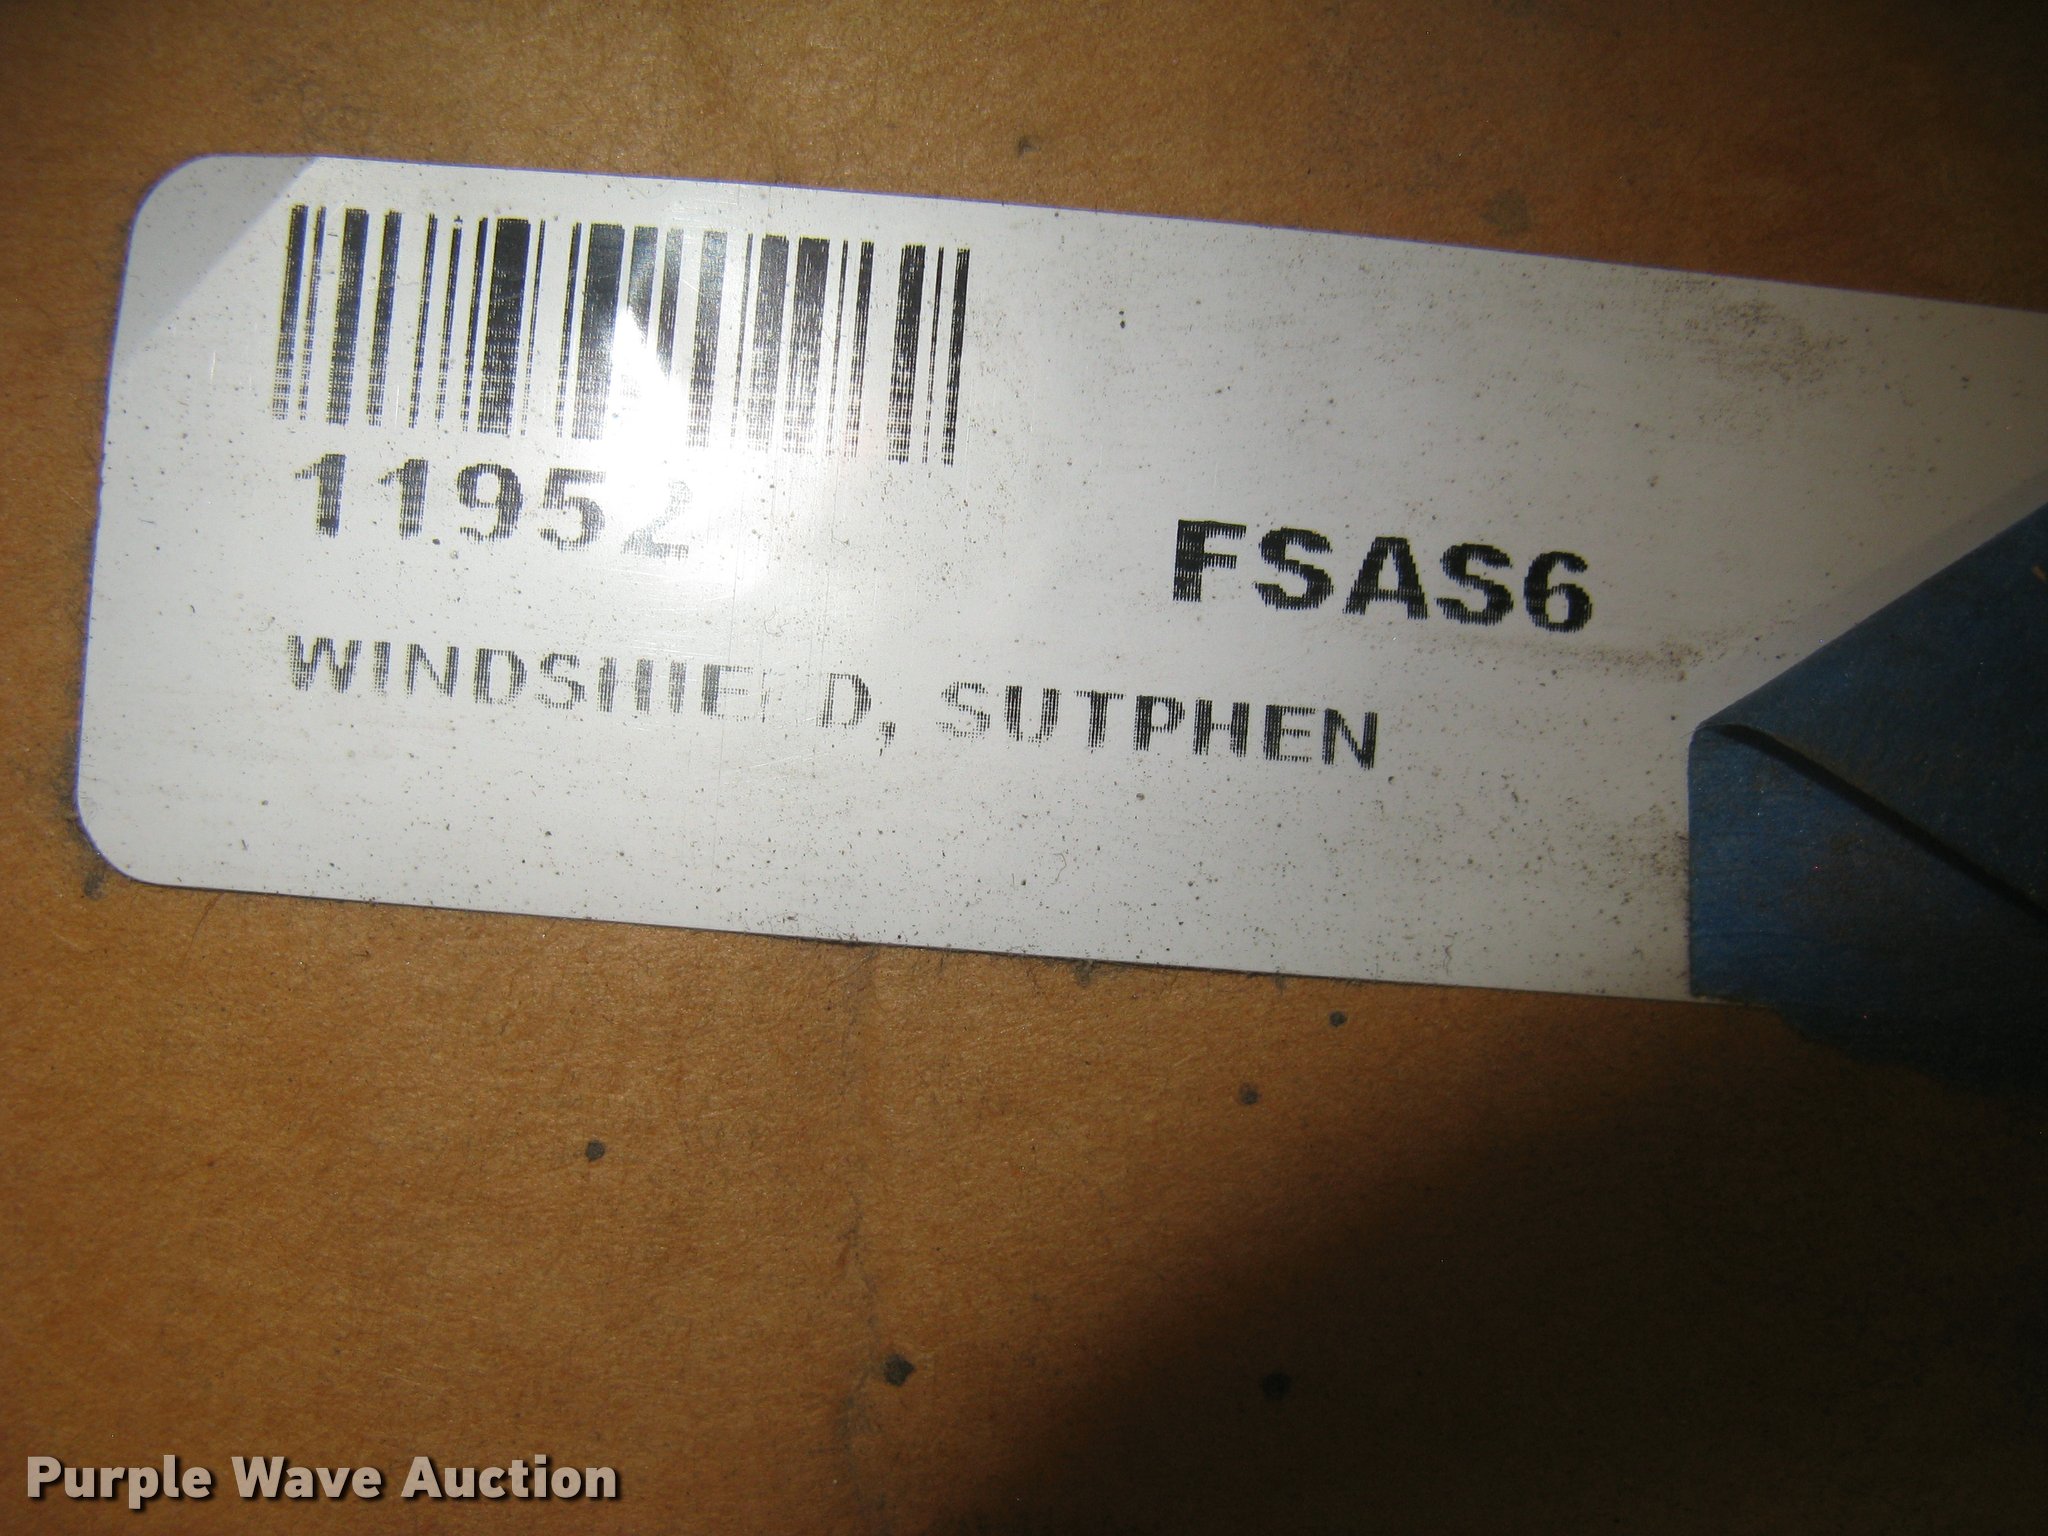 11952
FSAS6
WINDSHIELD, SUTPHEN
Purple Wave Auction